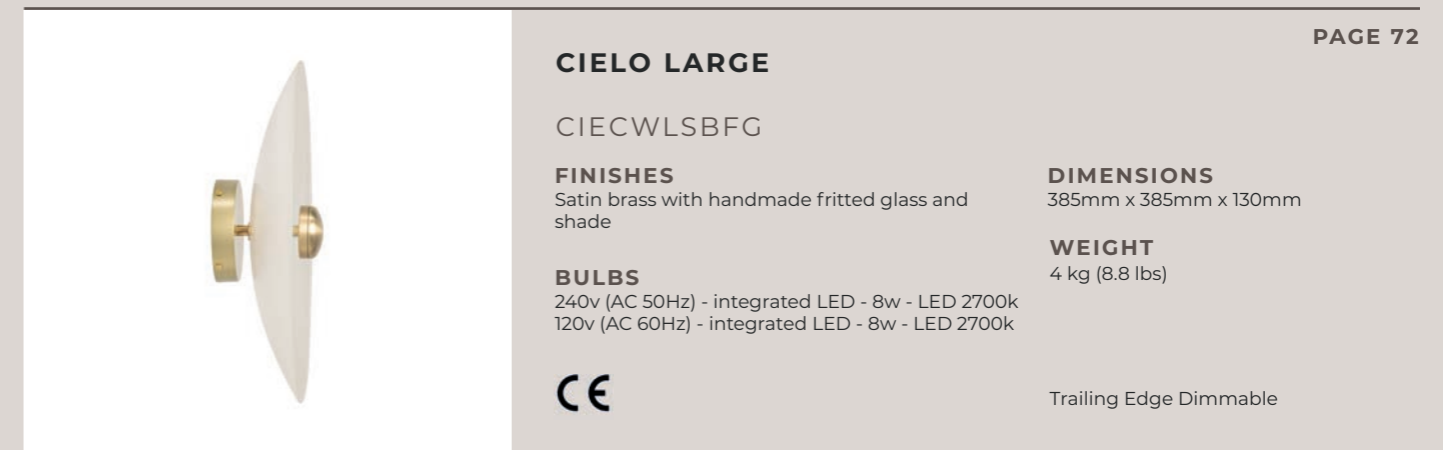 PAGE 72
CIELO LARGE
CIECWLSBFG
FINISHES
Satin brass with handmade fritted glass and
shade
BULBS
240v (AC 50Hz) - integrated LED - 8w - LED 2700k
120v (AC 60Hz) - integrated LED - 8w - LED 2700k
CE
DIMENSIONS
385mm x 385mm x 130mm
WEIGHT
4 kg (8.8 lbs)
Trailing Edge Dimmable